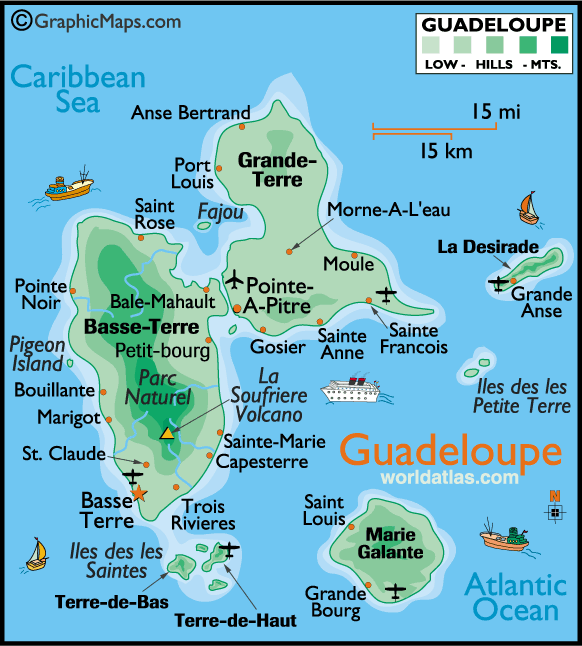 ©GraphicMaps.com
GUADELOUPE
LOW - HILLS - MTS.
Caribbean
Sea
15 mi
15 km
Anse Bertrand
Grande-
Terre
Port
Louis
Saint
Rose
Fajou
Morne-A-L'eau
Moule
La Desirade
Grande
Anse
Pointe
Noir
Bale-Mahault
Pointe-
A-Pitre
Basse-Terre
Petit-bourg
Gosier
Sainte
Anne
Sainte
Francois
Pigeon
Island
Parc
Naturel
La
Soufriere
Volcano
Iles des les
Petite Terre
Bouillante
Marigot
St. Claude
Sainte-Marie
Capesterre
Guadeloupe
worldatlas.com
Basse
Terre
Trois
Rivieres
Saint
Louis
Marie
Galante
N
Iles des les
Saintes
Terre-de-Bas
Terre-de-Haut
Grande
Bourg
Atlantic
Ocean